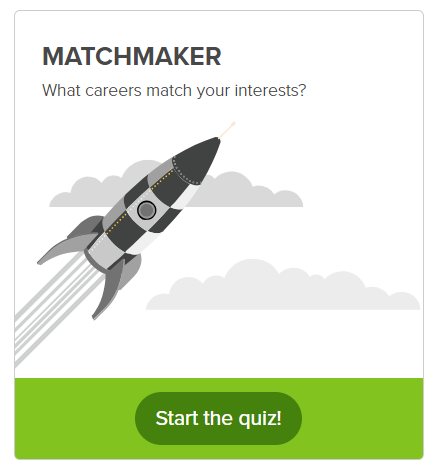 MATCHMAKER
What careers match your interests?
Start the quiz!